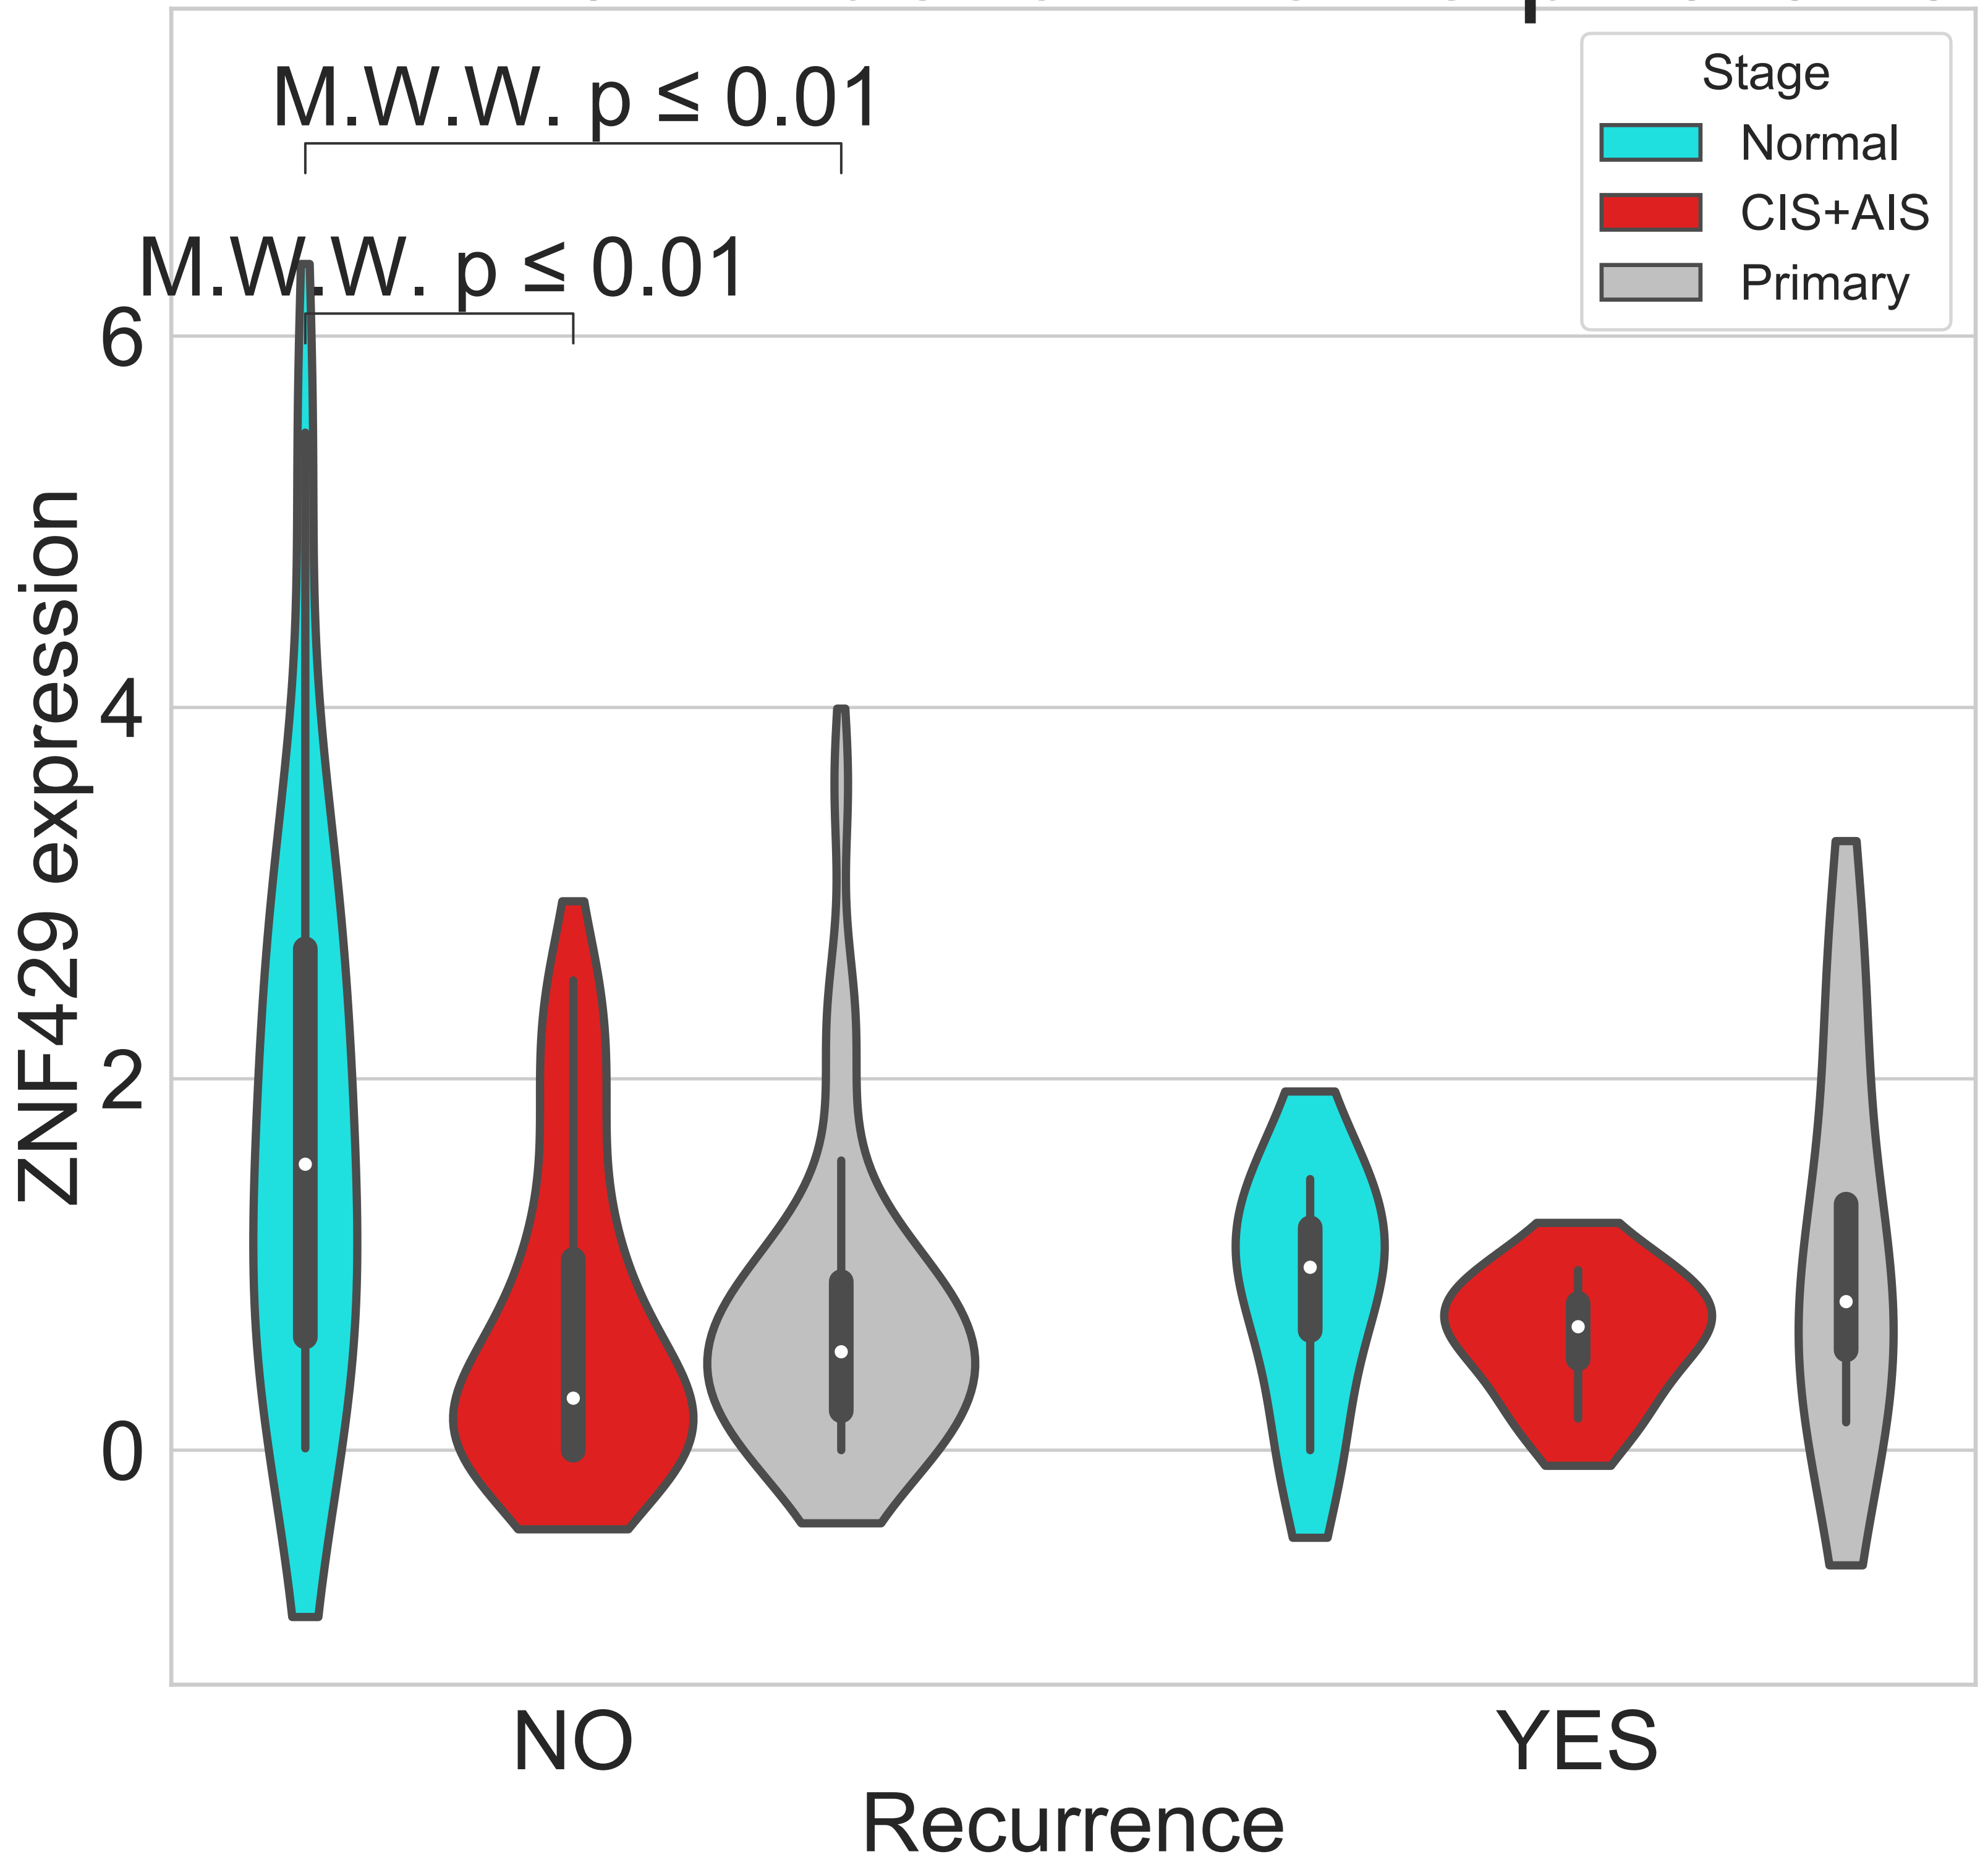 M.W.W. p ≤ 0.01
M.W.W. p ≤ 0.01
Stage
Normal
CIS+AIS
Primary
6
4
2
0
ZNF429 expression
NO
YES
Recurrence